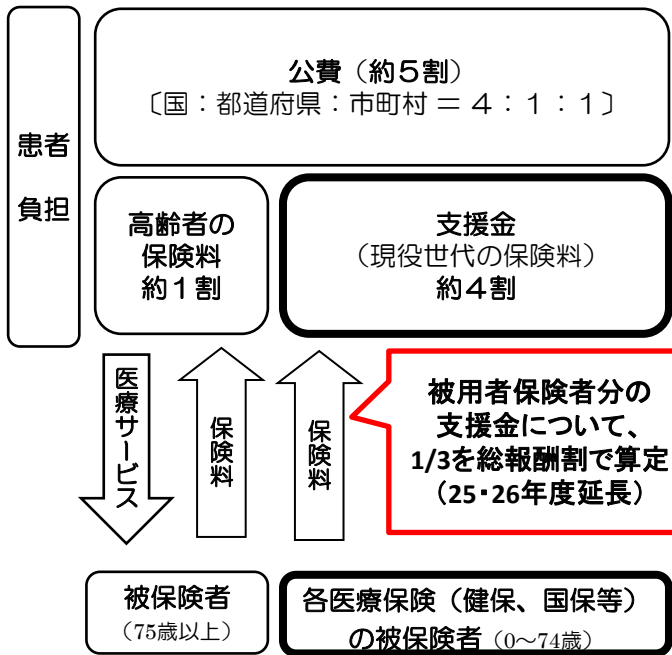 公費（約５割）
〔国：都道府県：市町村 ＝ ４：１：１〕
患者
負担
高齢者の
保険料
約１割
支援金
（現役世代の保険料）
約４割
医療サービス
保険料
保険料
被用者保険者分の
支援金について、
1/3を総報酬割で算定
（25・26年度延長）
被保険者
（75歳以上）
各医療保険（健保、国保等）
の被保険者（0～74歳）